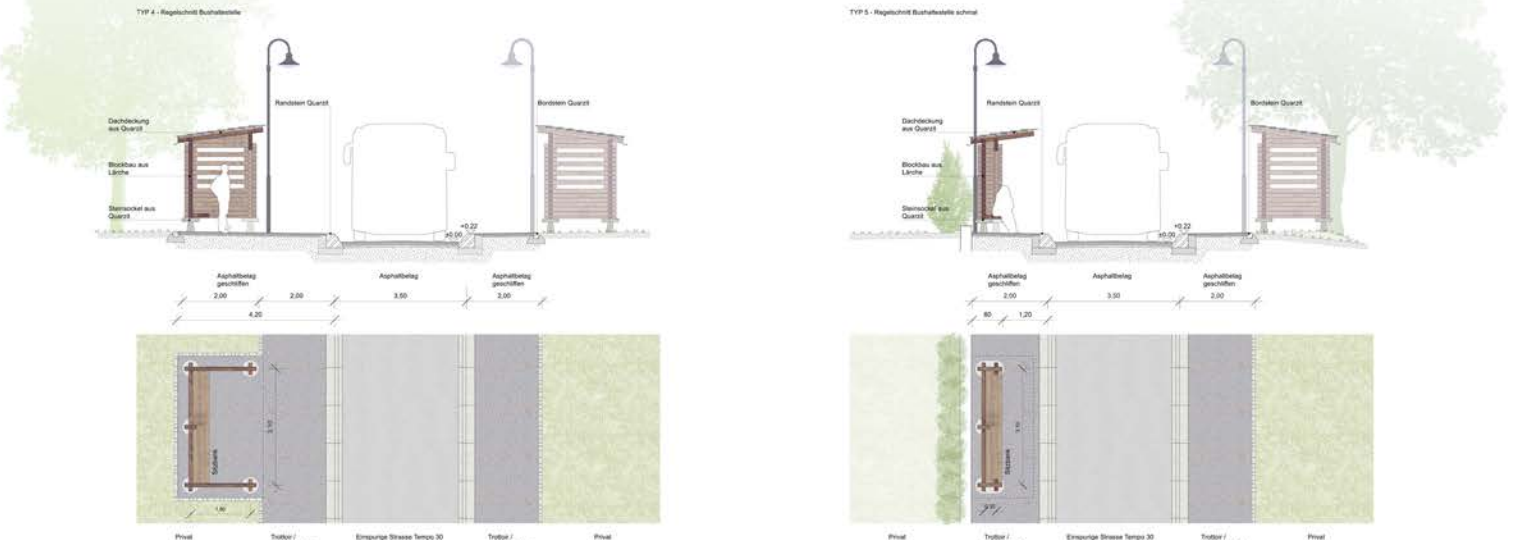 TYP 4 - Regelschnitt Bushaltestelle
Randstein Quarzit
Bordstein Quarzit
Dachdeckung
aus Quarzit
Blockbau aus
Lärche
Steinsockel aus
Quarzit
+0.22
±0.00
Asphaltbelag
geschliffen
Asphaltbelag
Asphaltbelag
geschliffen
2,00
2,00
3,50
2,00
4,20
Sitzbank
Privat
Trottoir /
Einspurige Strasse Tempo 30
Trottoir /
Privat
TYP 5 - Regelschnitt Bushaltestelle schmal
Randstein Quarzit
Bordstein Quarzit
Dachdeckung
aus Quarzit
Blockbau aus
Lärche
Steinsockel aus
Quarzit
+0.22
±0.00
Asphaltbelag
geschliffen
Asphaltbelag
Asphaltbelag
geschliffen
2,00
3,50
2,00
80
1,20
Sitzbank
Privat
Trottoir /
Einspurige Strasse Tempo 30
Trottoir /
Privat